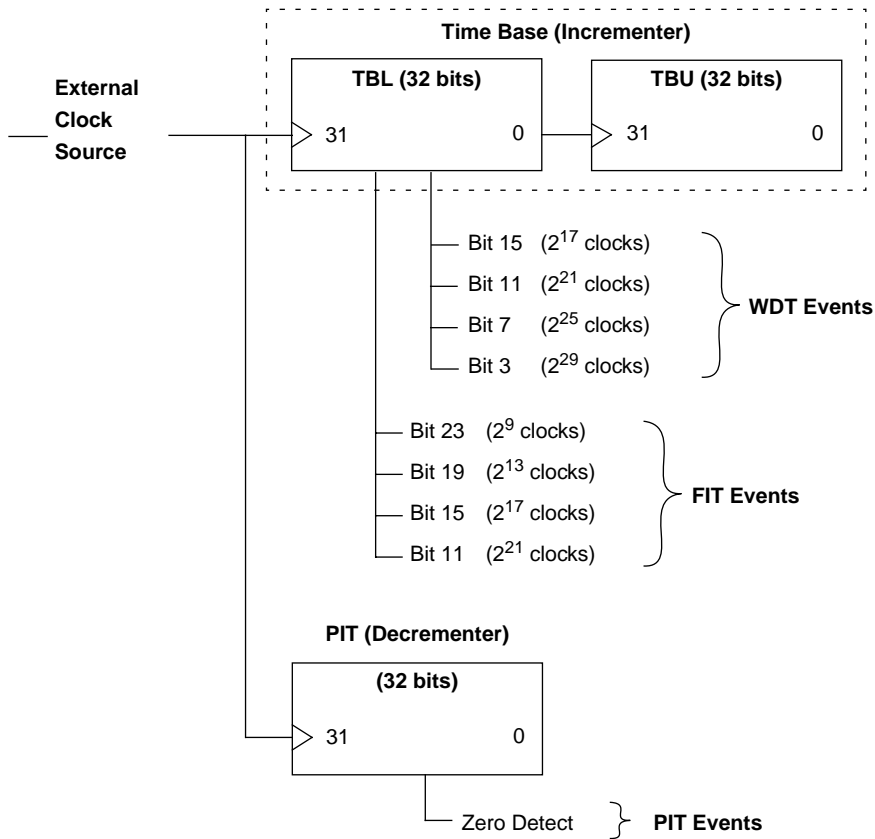 Time Base (Incrementer)
External
Clock
Source
TBL (32 bits)
31 0
TBU (32 bits)
31 0
Bit 15 (2^17 clocks)
Bit 11 (2^21 clocks)
Bit 7 (2^25 clocks)
Bit 3 (2^29 clocks)
WDT Events
Bit 23 (2^9 clocks)
Bit 19 (2^13 clocks)
Bit 15 (2^17 clocks)
Bit 11 (2^21 clocks)
FIT Events
PIT (Decrementer)
(32 bits)
31 0
Zero Detect
PIT Events